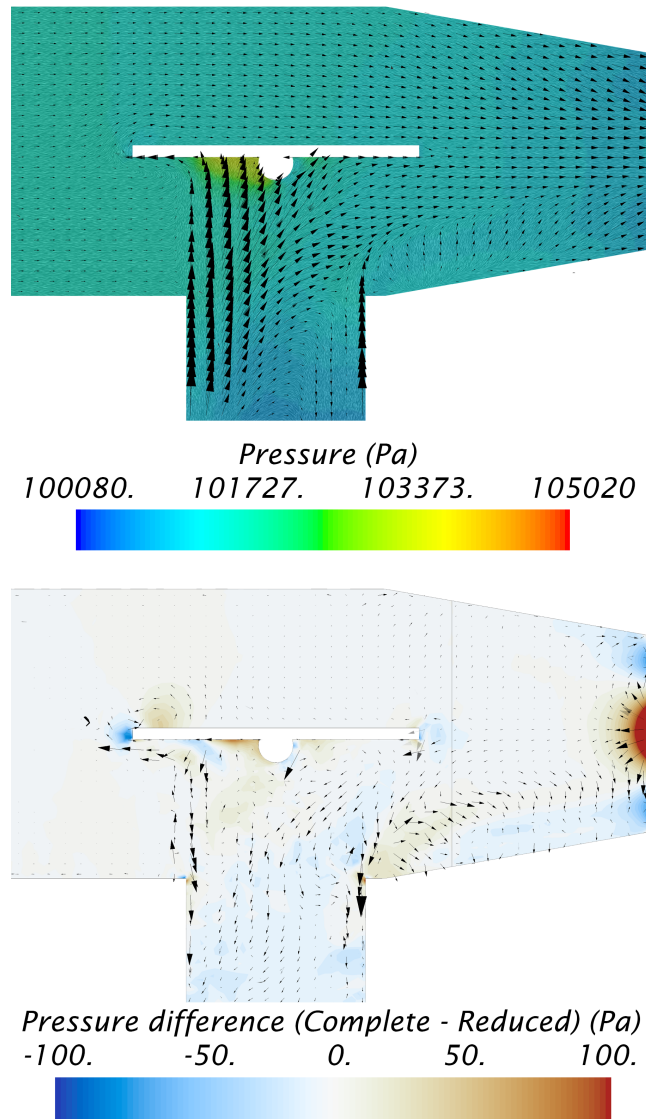 Pressure (Pa)
100080. 101727. 103373. 105020
Pressure difference (Complete - Reduced) (Pa)
-100. -50. 0. 50. 100.